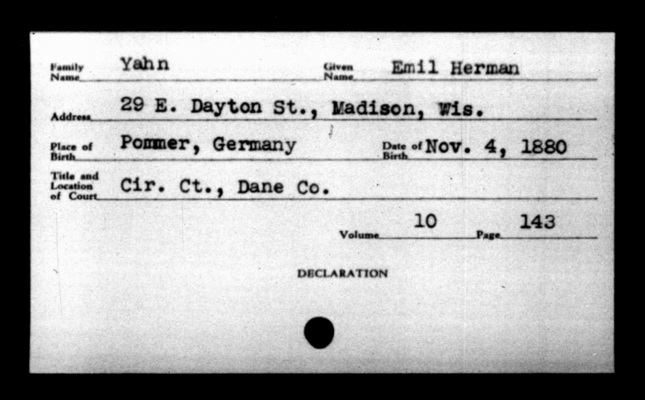 Family Name Yahn Given Name Emil Herman
Address 29 E. Dayton St., Madison, Wis.
Place of Birth Pommer, Germany Date of Birth Nov. 4, 1880
Title and Location of Court Cir. Ct., Dane Co.
Volume 10 Page 143
DECLARATION